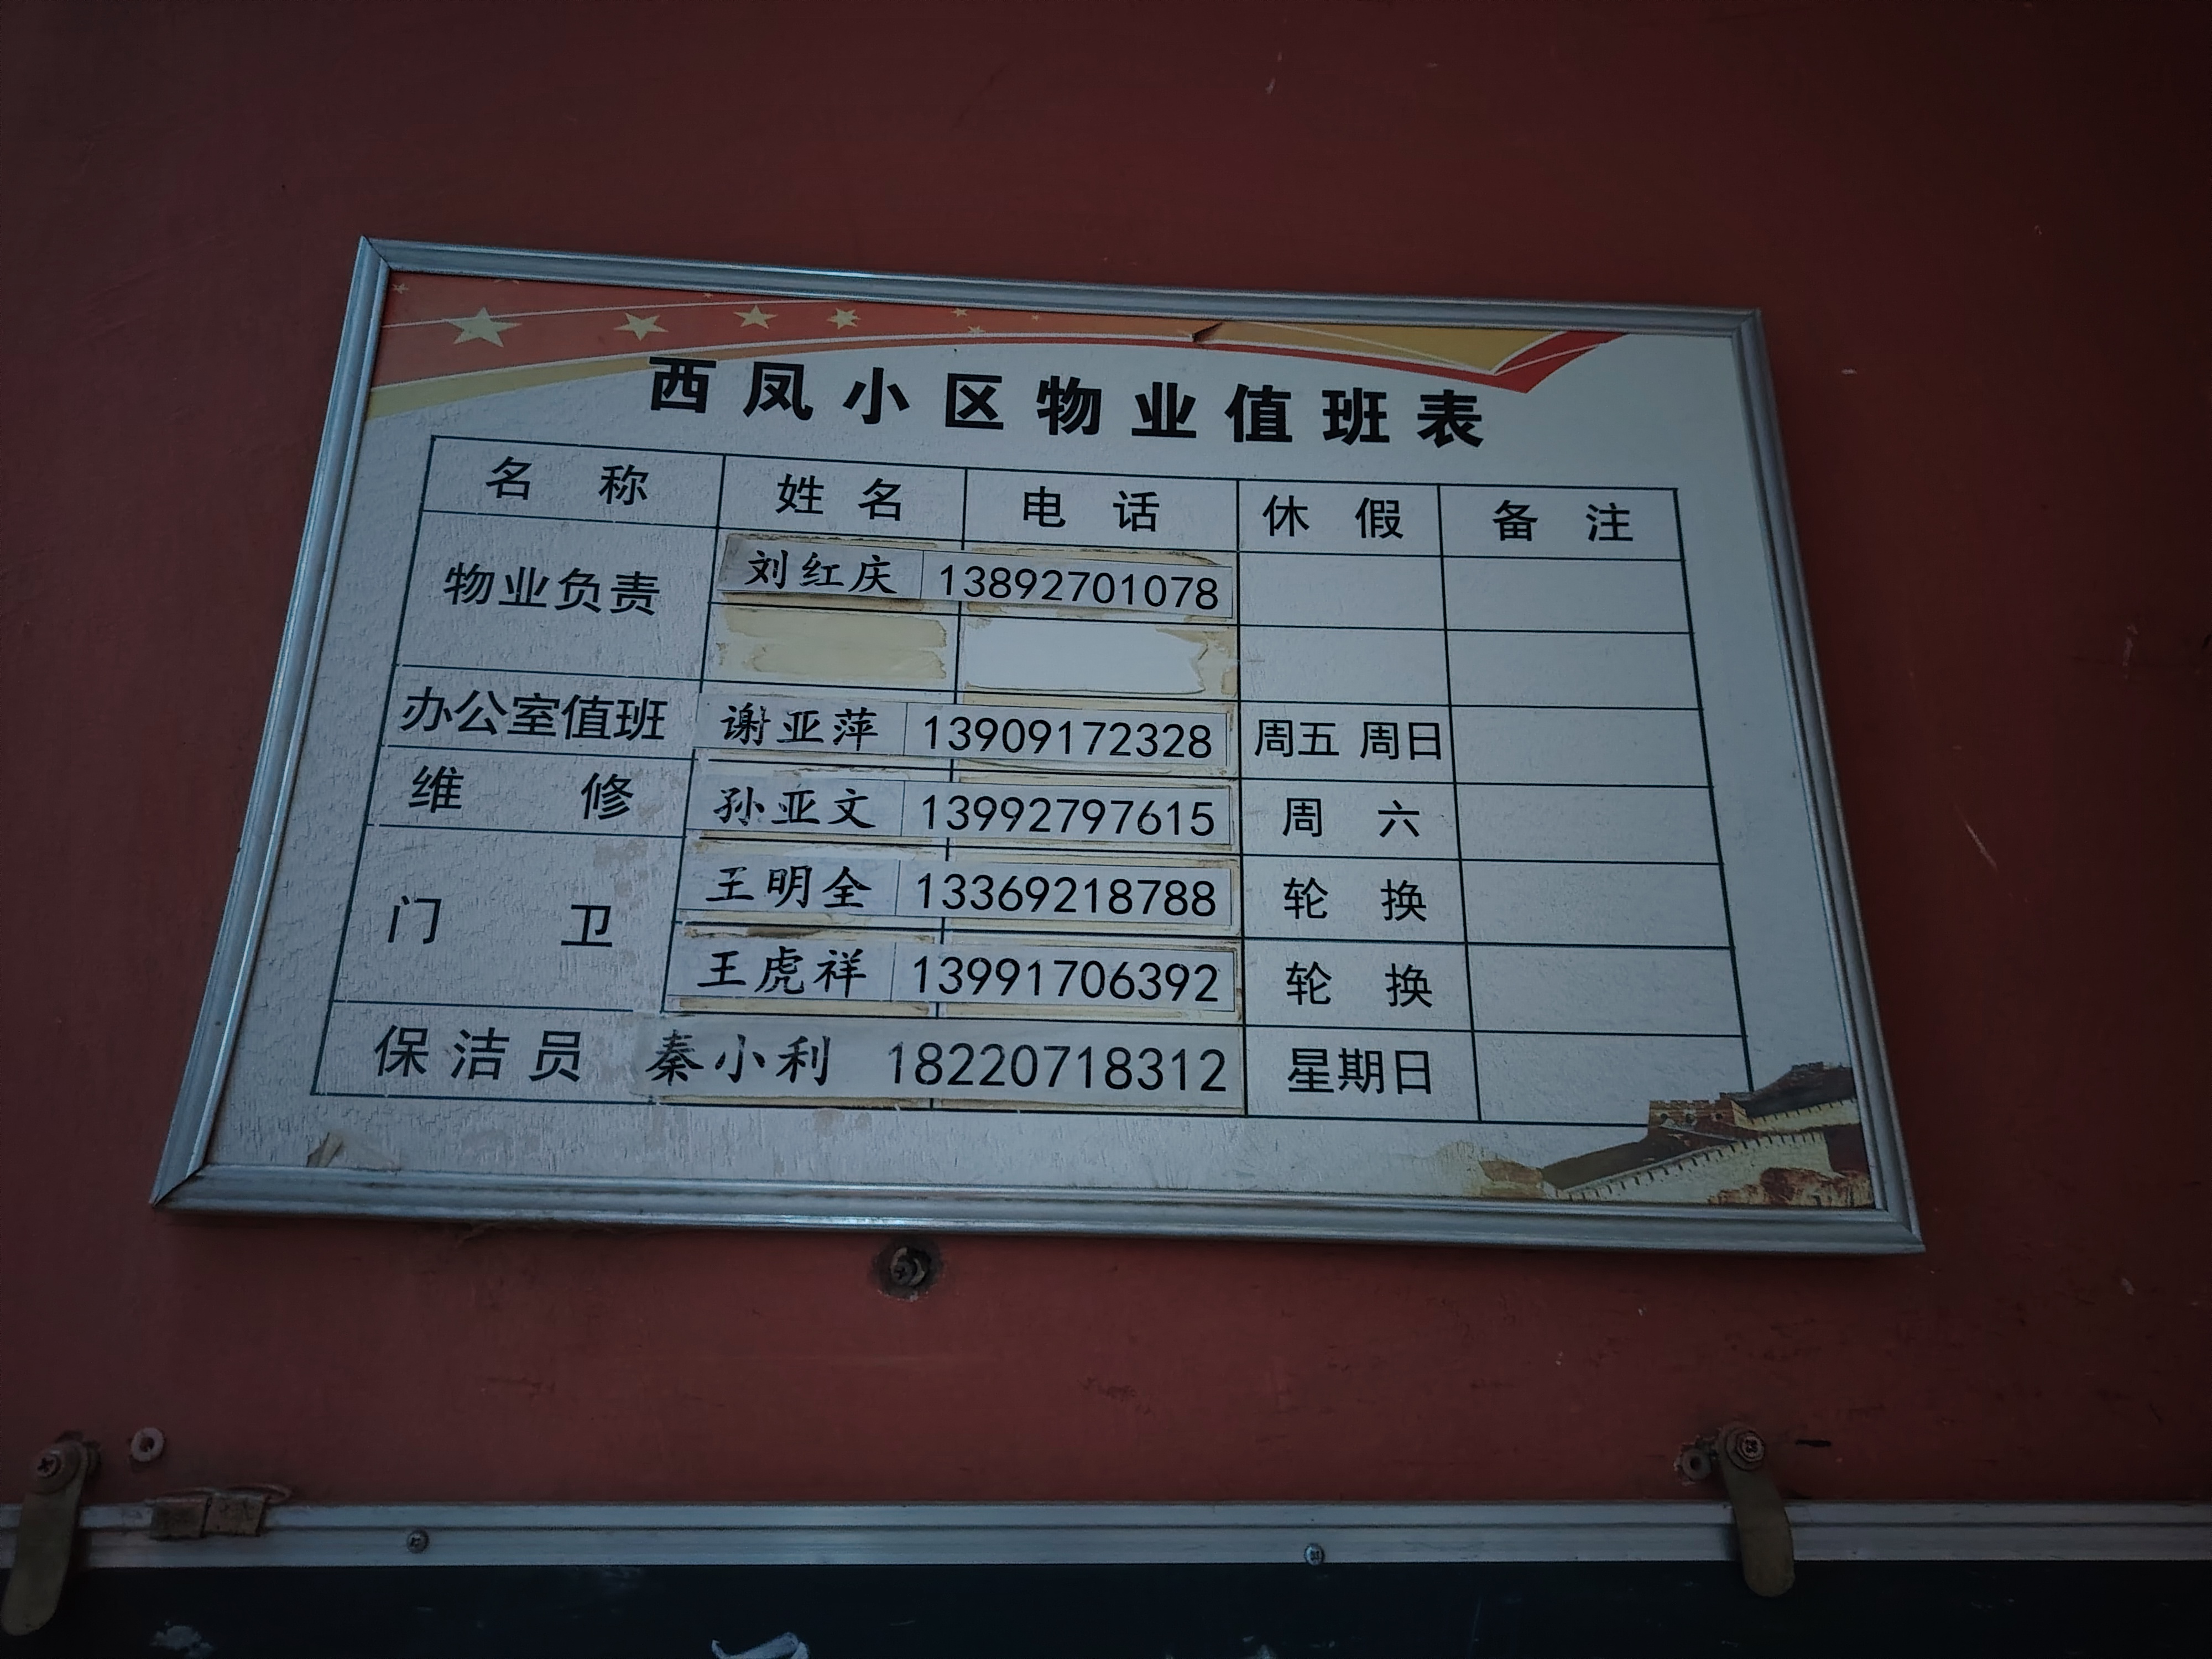 西凤小区物业值班表
名称 姓名 电话 休假 备注
物业负责 刘红庆 13892701078
办公室值班 谢亚萍 13909172328 周五 周日
维修 孙亚文 13992797615 周六
门卫 王明全 13369218788 轮换
王虎祥 13991706392 轮换
保洁员 秦小利 18220718312 星期日